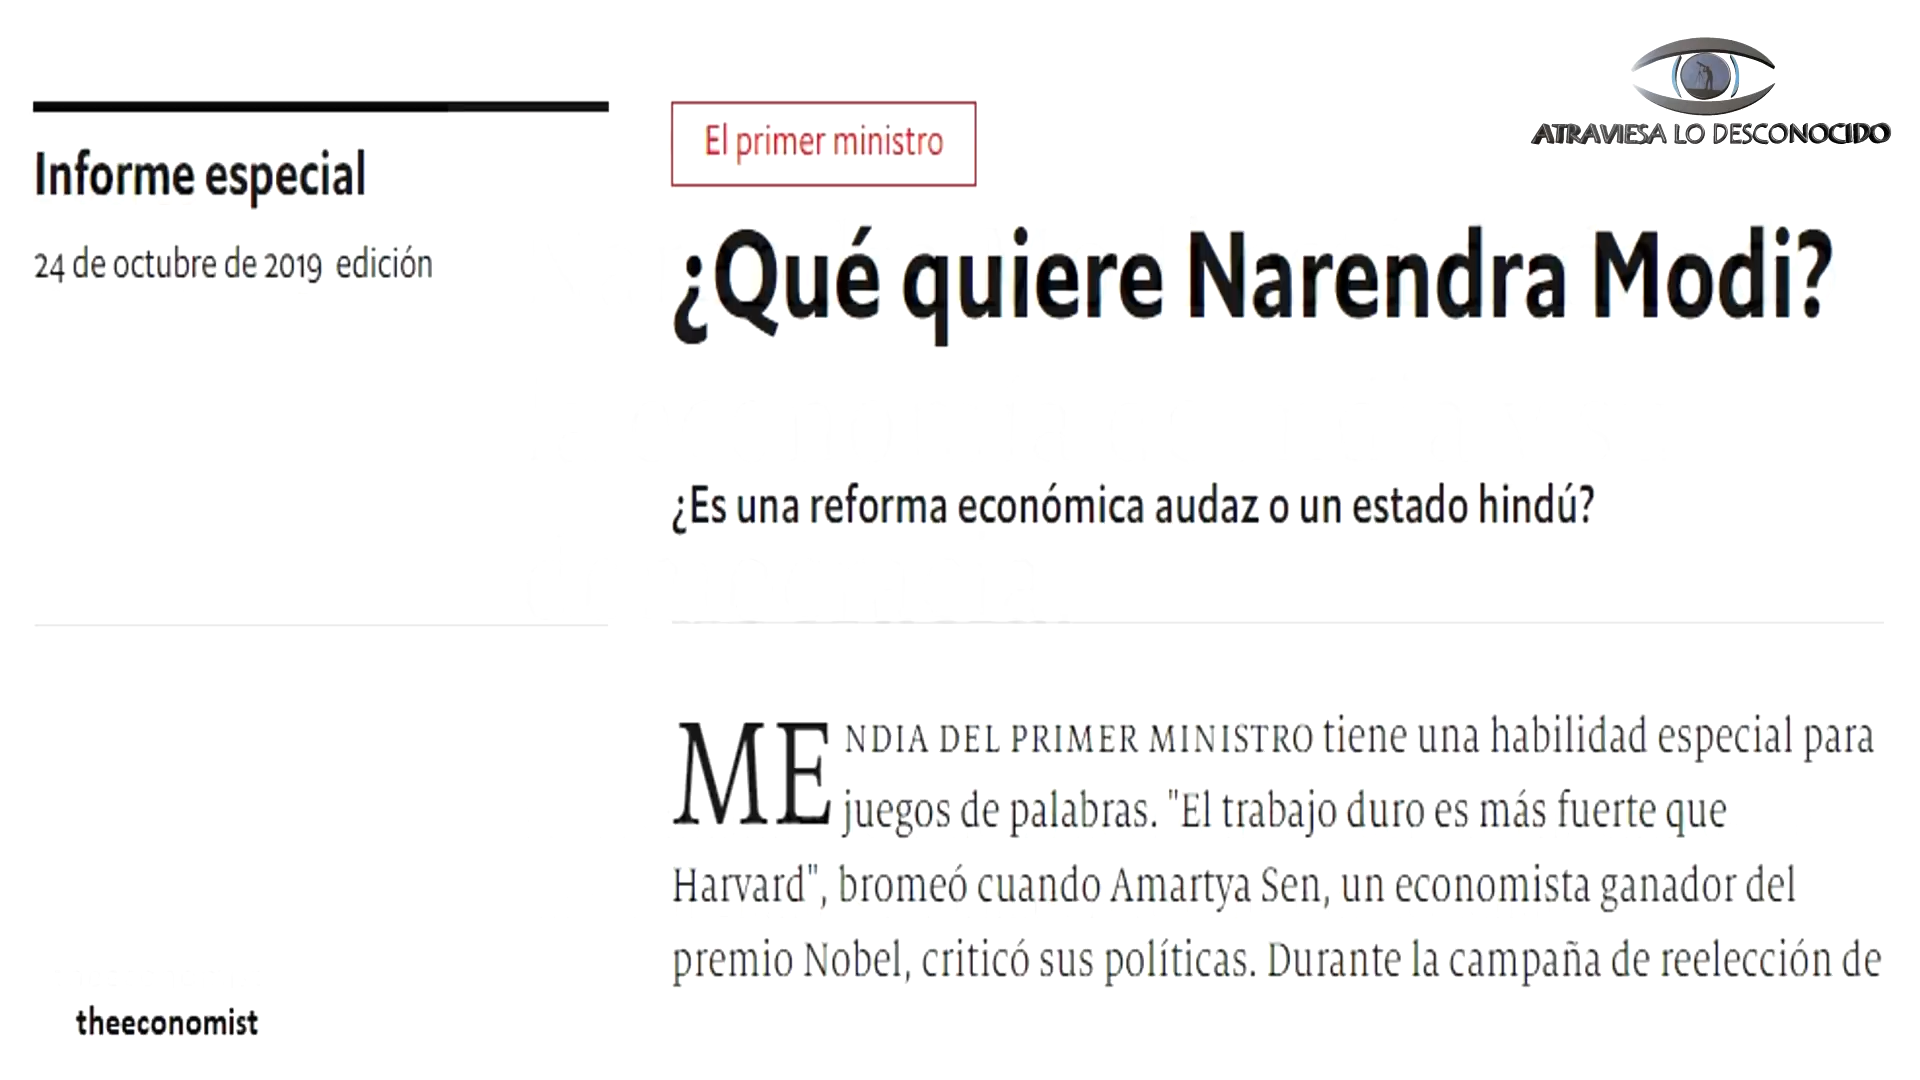 ATRAVIESA LO DESCONOCIDO
Informe especial
24 de octubre de 2019 edición
El primer ministro
¿Qué quiere Narendra Modi?
¿Es una reforma económica audaz o un estado hindú?
ME NDIA DEL PRIMER MINISTRO tiene una habilidad especial para
juegos de palabras. "El trabajo duro es más fuerte que
Harvard", bromeó cuando Amartya Sen, un economista ganador del
premio Nobel, criticó sus políticas. Durante la campaña de reelección de
theeconomist